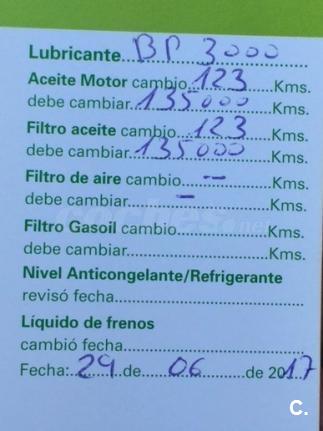 Lubricante...BP 3000
Aceite Motor cambio.123......Kms.
debe cambiar.135000...Kms.
Filtro aceite cambio...123......Kms.
debe cambiar.135000...Kms.
Filtro de aire cambio....–........Kms.
debe cambiar..........–..............Kms.
Filtro Gasoil cambio...............Kms.
debe cambiar.........................Kms.
Nivel Anticongelante/Refrigerante
revisó fecha...................................
Líquido de frenos
cambió fecha.................................
Fecha:..29..de......06.......de 2017
coches.net
C.